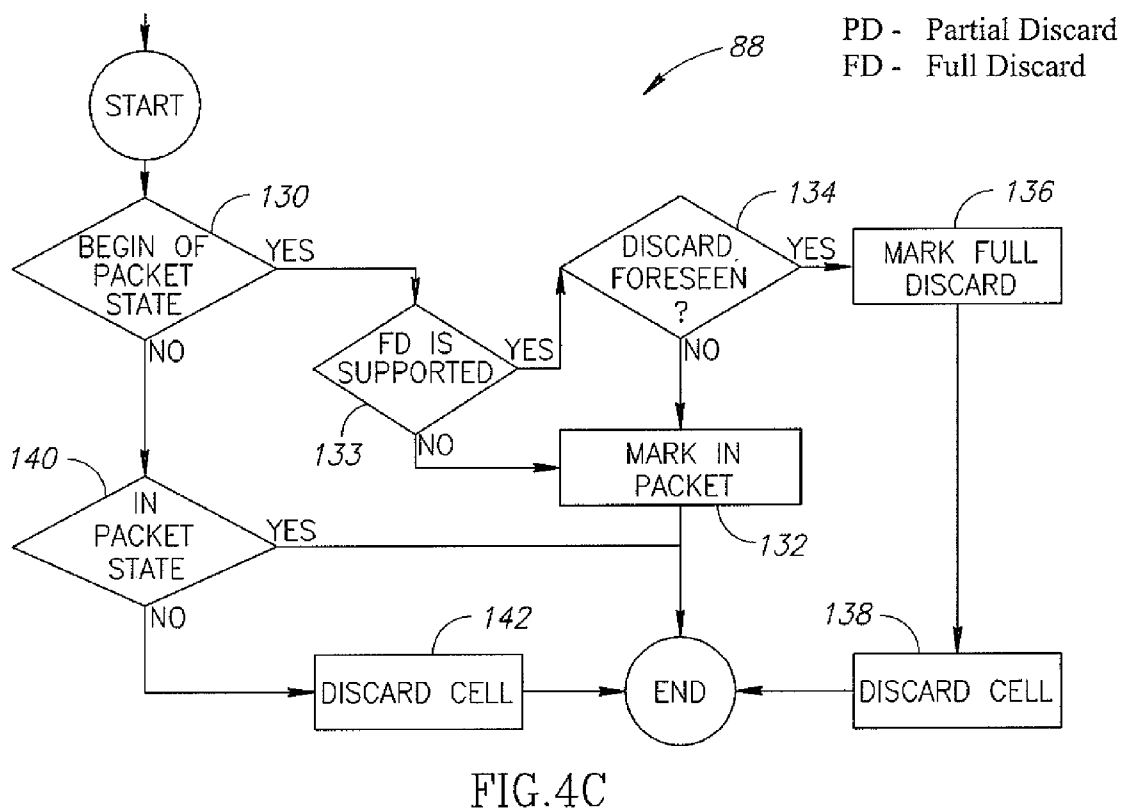 PD - Partial Discard
FD - Full Discard
88
START
130
BEGIN OF
PACKET
STATE
YES
NO
134
DISCARD
FORESEEN
?
YES
NO
136
MARK FULL
DISCARD
FD IS
SUPPORTED
YES
NO
133
MARK IN
PACKET
132
140
IN
PACKET
STATE
YES
NO
142
DISCARD CELL
END
138
DISCARD CELL
FIG.4C